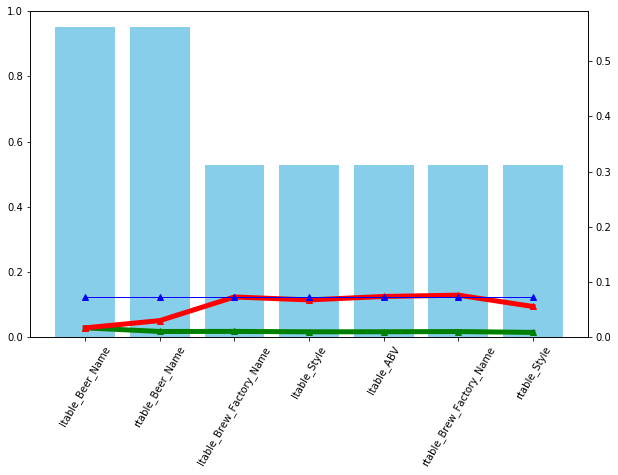 1.0
0.8
0.6
0.4
0.2
0.0
0.5
0.4
0.3
0.2
0.1
0.0
ltable_Beer_Name
rtable_Beer_Name
ltable_Brew_Factory_Name
ltable_Style
ltable_ABV
rtable_Brew_Factory_Name
rtable_Style